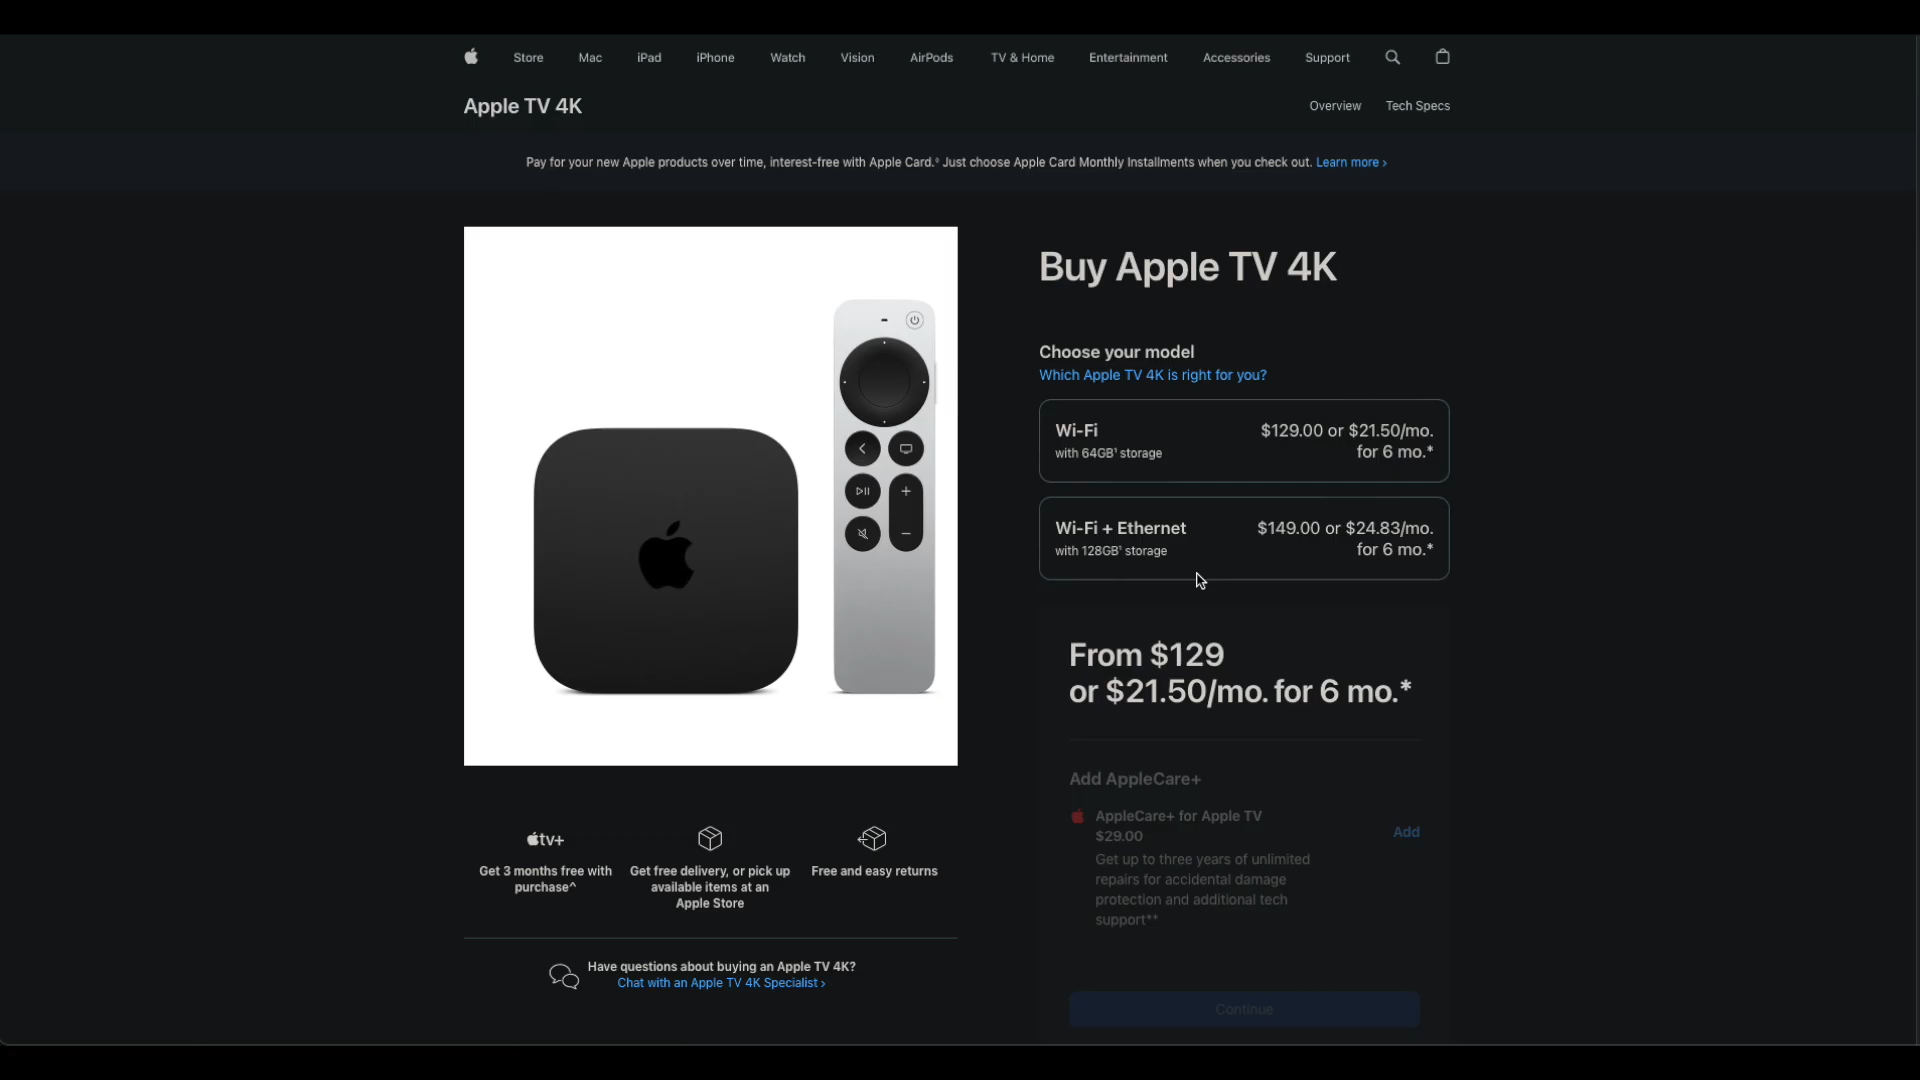 Store Mac iPad iPhone Watch Vision AirPods TV & Home Entertainment Accessories Support
Apple TV 4K
Overview Tech Specs
Pay for your new Apple products over time, interest-free with Apple Card.◊ Just choose Apple Card Monthly Installments when you check out. Learn more ›
Buy Apple TV 4K
Choose your model
Which Apple TV 4K is right for you?
Wi-Fi $129.00 or $21.50/mo.
with 64GB¹ storage for 6 mo.*
Wi-Fi + Ethernet $149.00 or $24.83/mo.
with 128GB¹ storage for 6 mo.*
From $129
or $21.50/mo. for 6 mo.*
Add AppleCare+
AppleCare+ for Apple TV
$29.00
Add
Get up to three years of unlimited
repairs for accidental damage
protection and additional tech
support**
Continue
tv+
Get 3 months free with
purchase^
Get free delivery, or pick up
available items at an
Apple Store
Free and easy returns
Have questions about buying an Apple TV 4K?
Chat with an Apple TV 4K Specialist ›